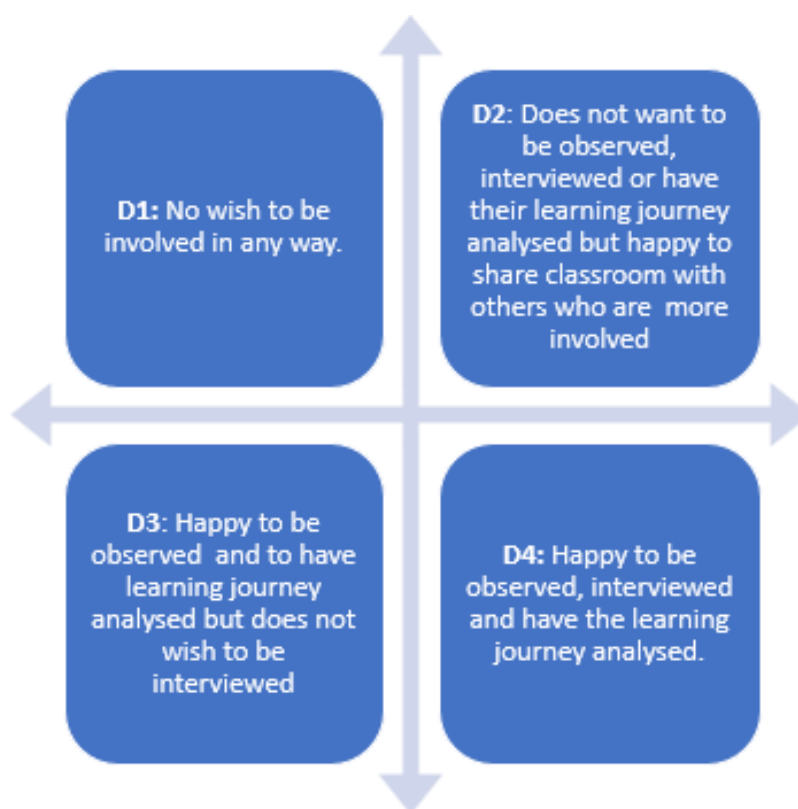 D1: No wish to be
involved in any way.
D2: Does not want to
be observed,
interviewed or have
their learning journey
analysed but happy to
share classroom with
others who are  more
involved
D3: Happy to be
observed  and to have
learning journey
analysed but does not
wish to be
interviewed
D4: Happy to be
observed, interviewed
and have the learning
journey analysed.